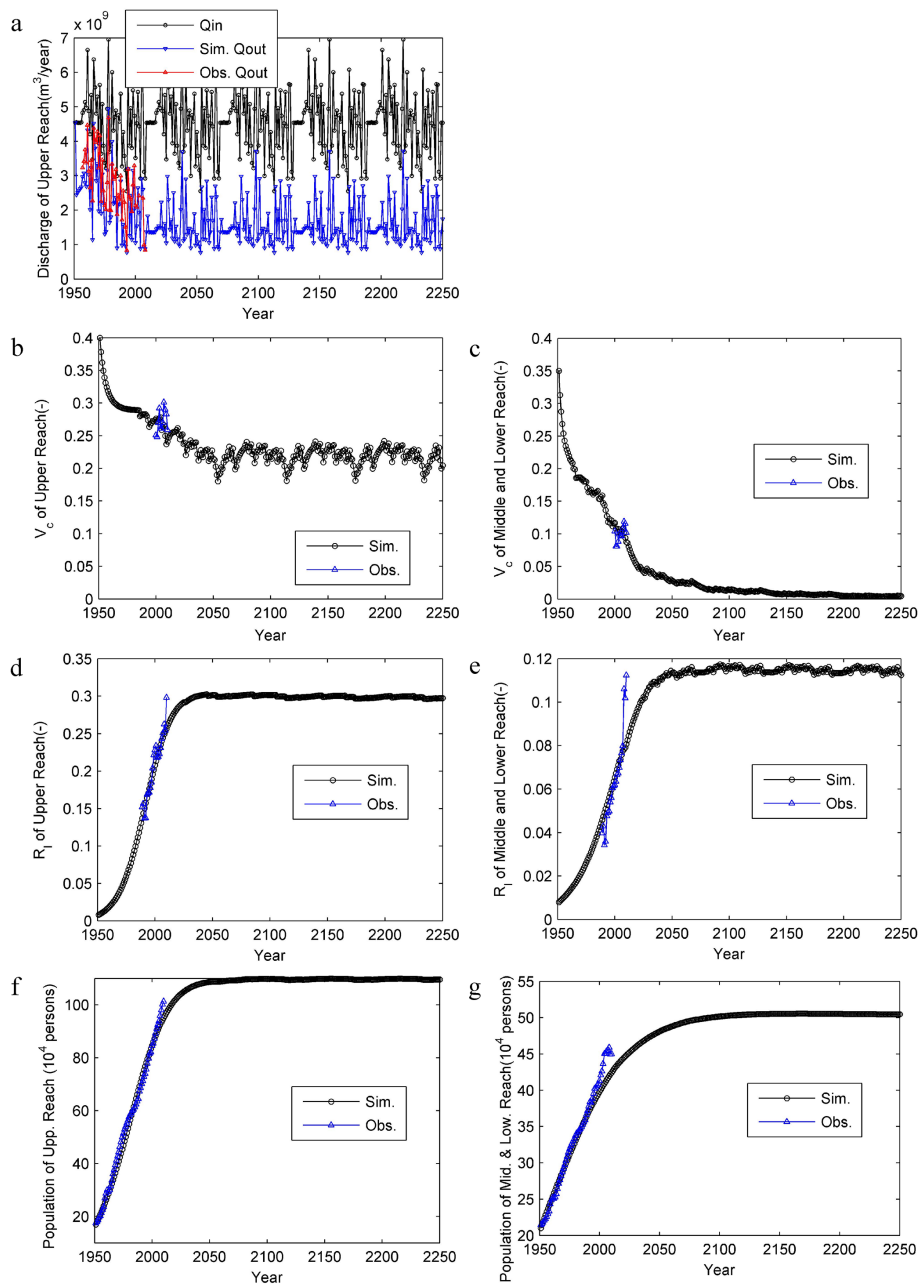 a
x 10^9
Qin
Sim. Qout
Obs. Qout
7
6
5
4
3
2
1
0
Discharge of Upper Reach(m^3/year)
1950 2000 2050 2100 2150 2200 2250
Year
b
0.4
0.35
0.3
0.25
0.2
0.15
0.1
0.05
0
V_c of Upper Reach(-)
Sim.
Obs.
1950 2000 2050 2100 2150 2200 2250
Year
c
0.4
0.3
0.2
0.1
0
V_c of Middle and Lower Reach(-)
Sim.
Obs.
1950 2000 2050 2100 2150 2200 2250
Year
d
0.35
0.3
0.25
0.2
0.15
0.1
0.05
0
R_I of Upper Reach(-)
Sim.
Obs.
1950 2000 2050 2100 2150 2200 2250
Year
e
0.12
0.1
0.08
0.06
0.04
0.02
0
R_I of Middle and Lower Reach(-)
Sim.
Obs.
1950 2000 2050 2100 2150 2200 2250
Year
f
100
80
60
40
20
Population of Upp. Reach (10^4 persons)
Sim.
Obs.
1950 2000 2050 2100 2150 2200 2250
Year
g
55
50
45
40
35
30
25
20
Population of Mid. & Low. Reach(10^4 persons)
Sim.
Obs.
1950 2000 2050 2100 2150 2200 2250
Year